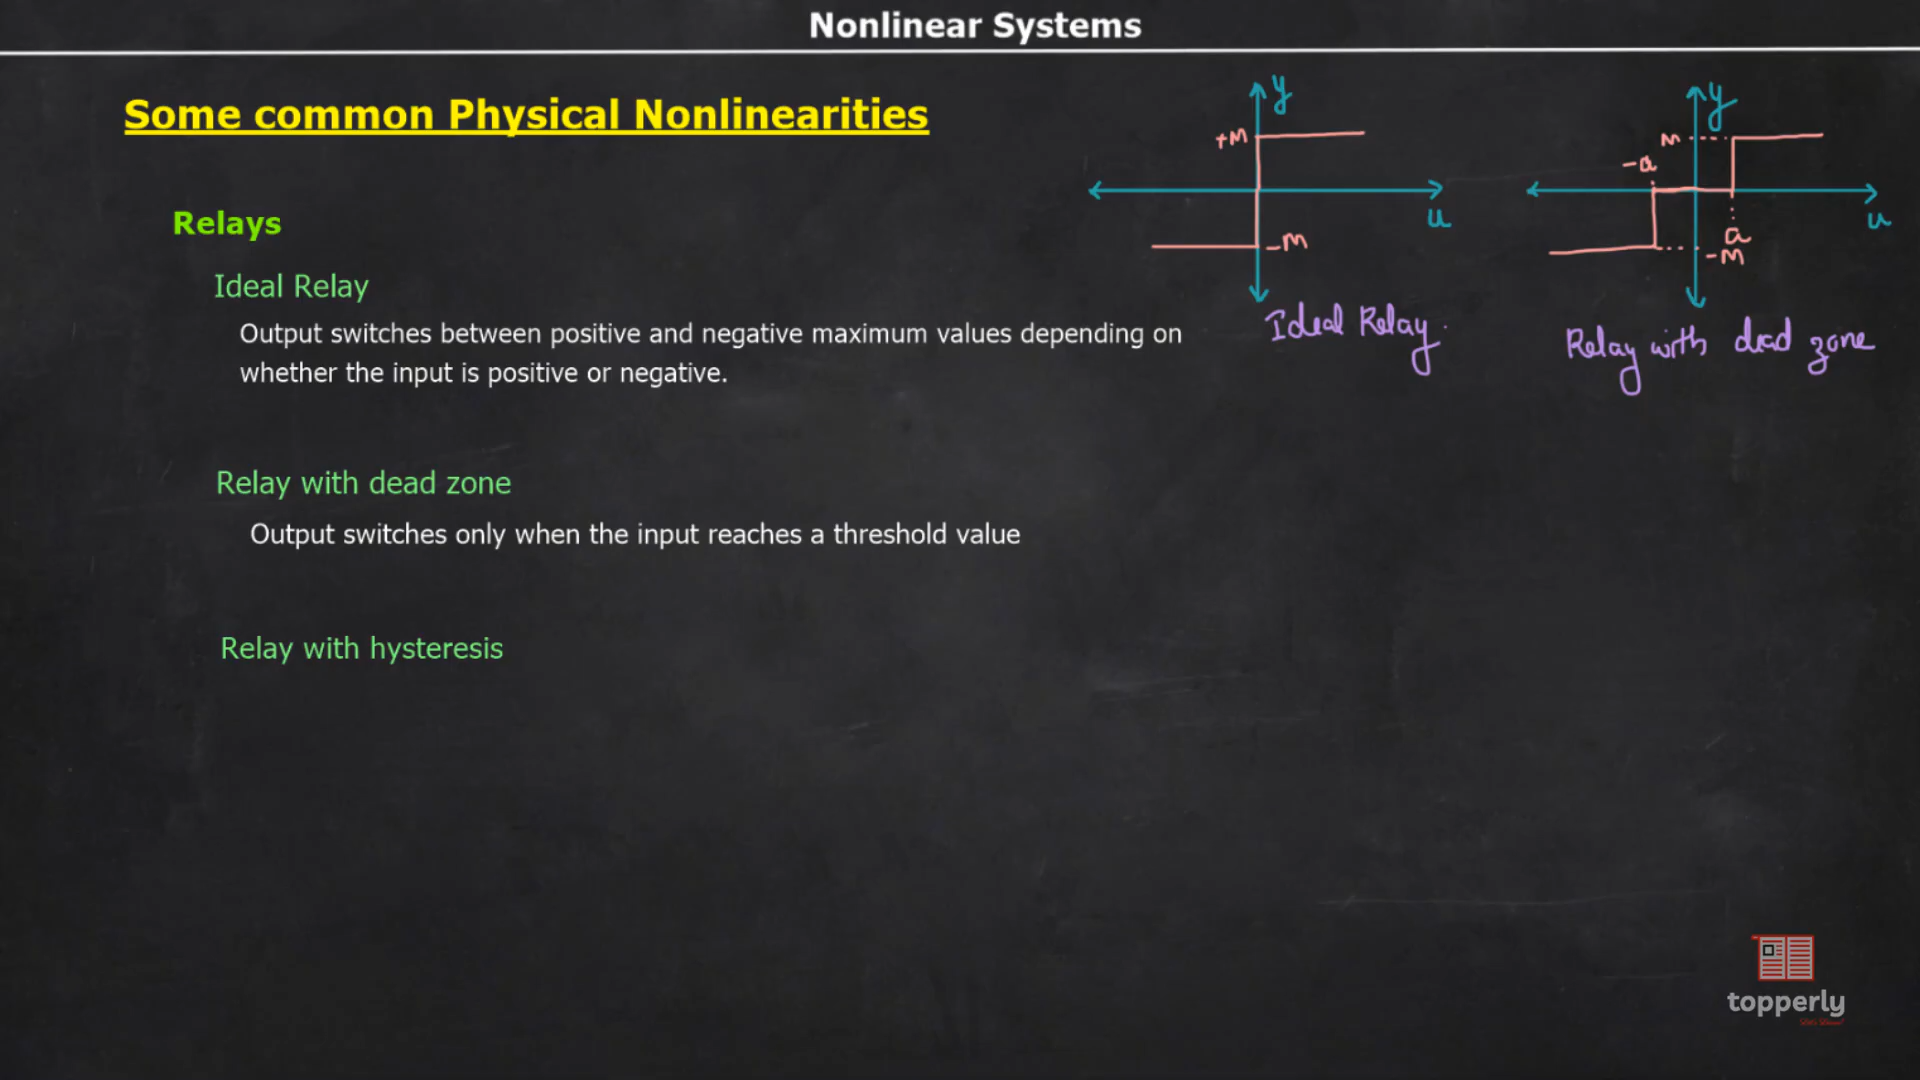 Nonlinear Systems
Some common Physical Nonlinearities
Relays
Ideal Relay
Output switches between positive and negative maximum values depending on
whether the input is positive or negative.
Relay with dead zone
Output switches only when the input reaches a threshold value
Relay with hysteresis
y
+M
u
-M
Ideal Relay.
y
M
-a
u
a
-M
Relay with dead zone
topperly